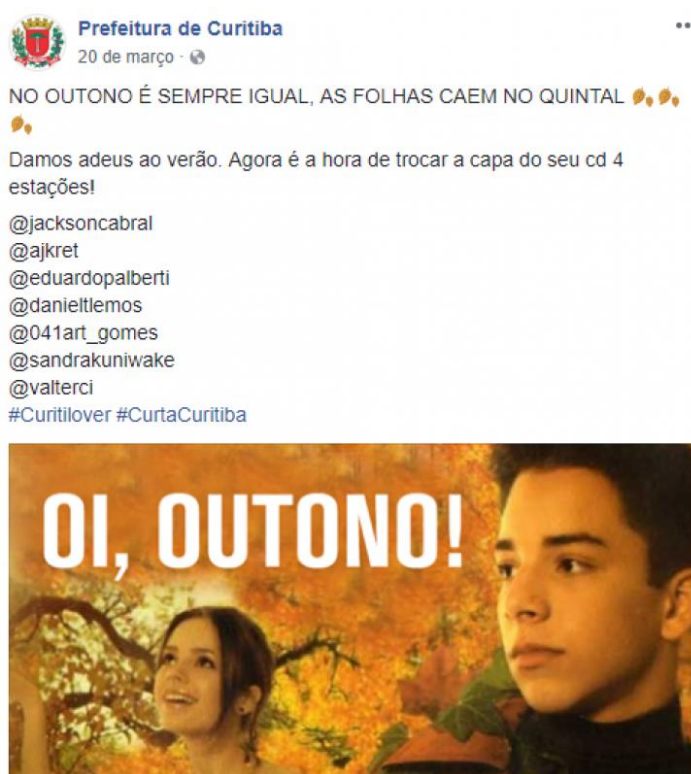 Prefeitura de Curitiba
20 de março ·
NO OUTONO É SEMPRE IGUAL, AS FOLHAS CAEM NO QUINTAL
Damos adeus ao verão. Agora é a hora de trocar a capa do seu cd 4
estações!
@jacksoncabral
@ajkret
@eduardopalberti
@danieltlemos
@041art_gomes
@sandrakuniwake
@valterci
#Curitilover #CurtaCuritiba
OI, OUTONO!